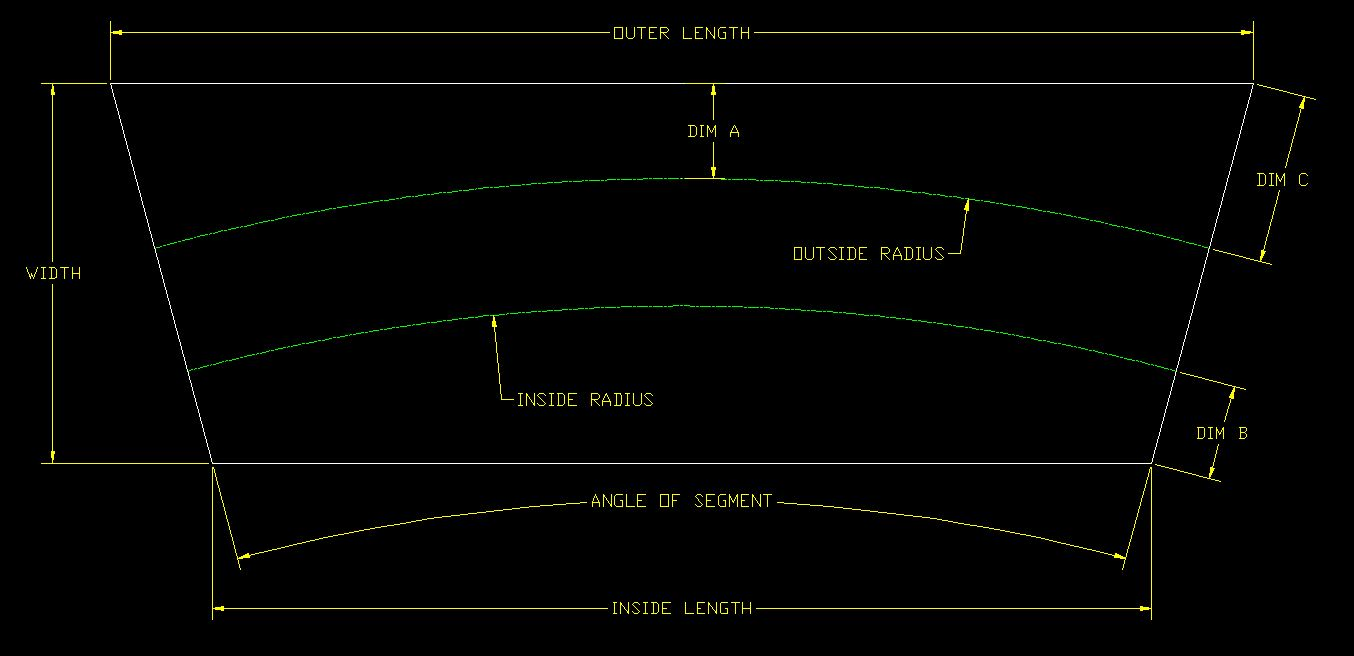 OUTER LENGTH
DIM A
DIM C
OUTSIDE RADIUS
WIDTH
INSIDE RADIUS
DIM B
ANGLE OF SEGMENT
INSIDE LENGTH